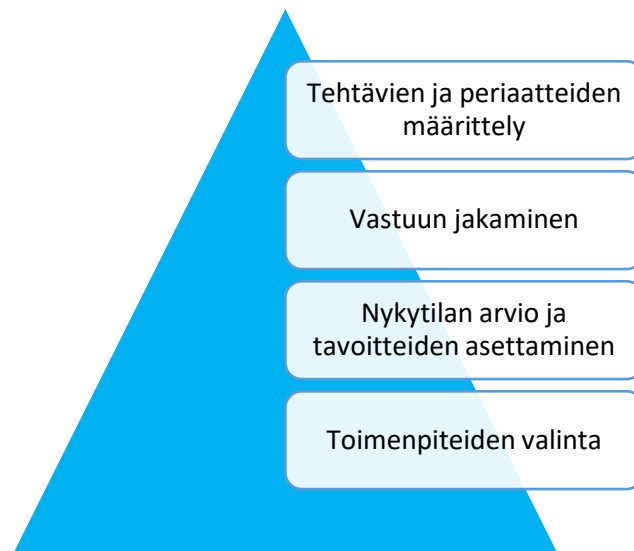 Tehtävien ja periaatteiden
määrittely
Vastuun jakaminen
Nykytilan arvio ja
tavoitteiden asettaminen
Toimenpiteiden valinta